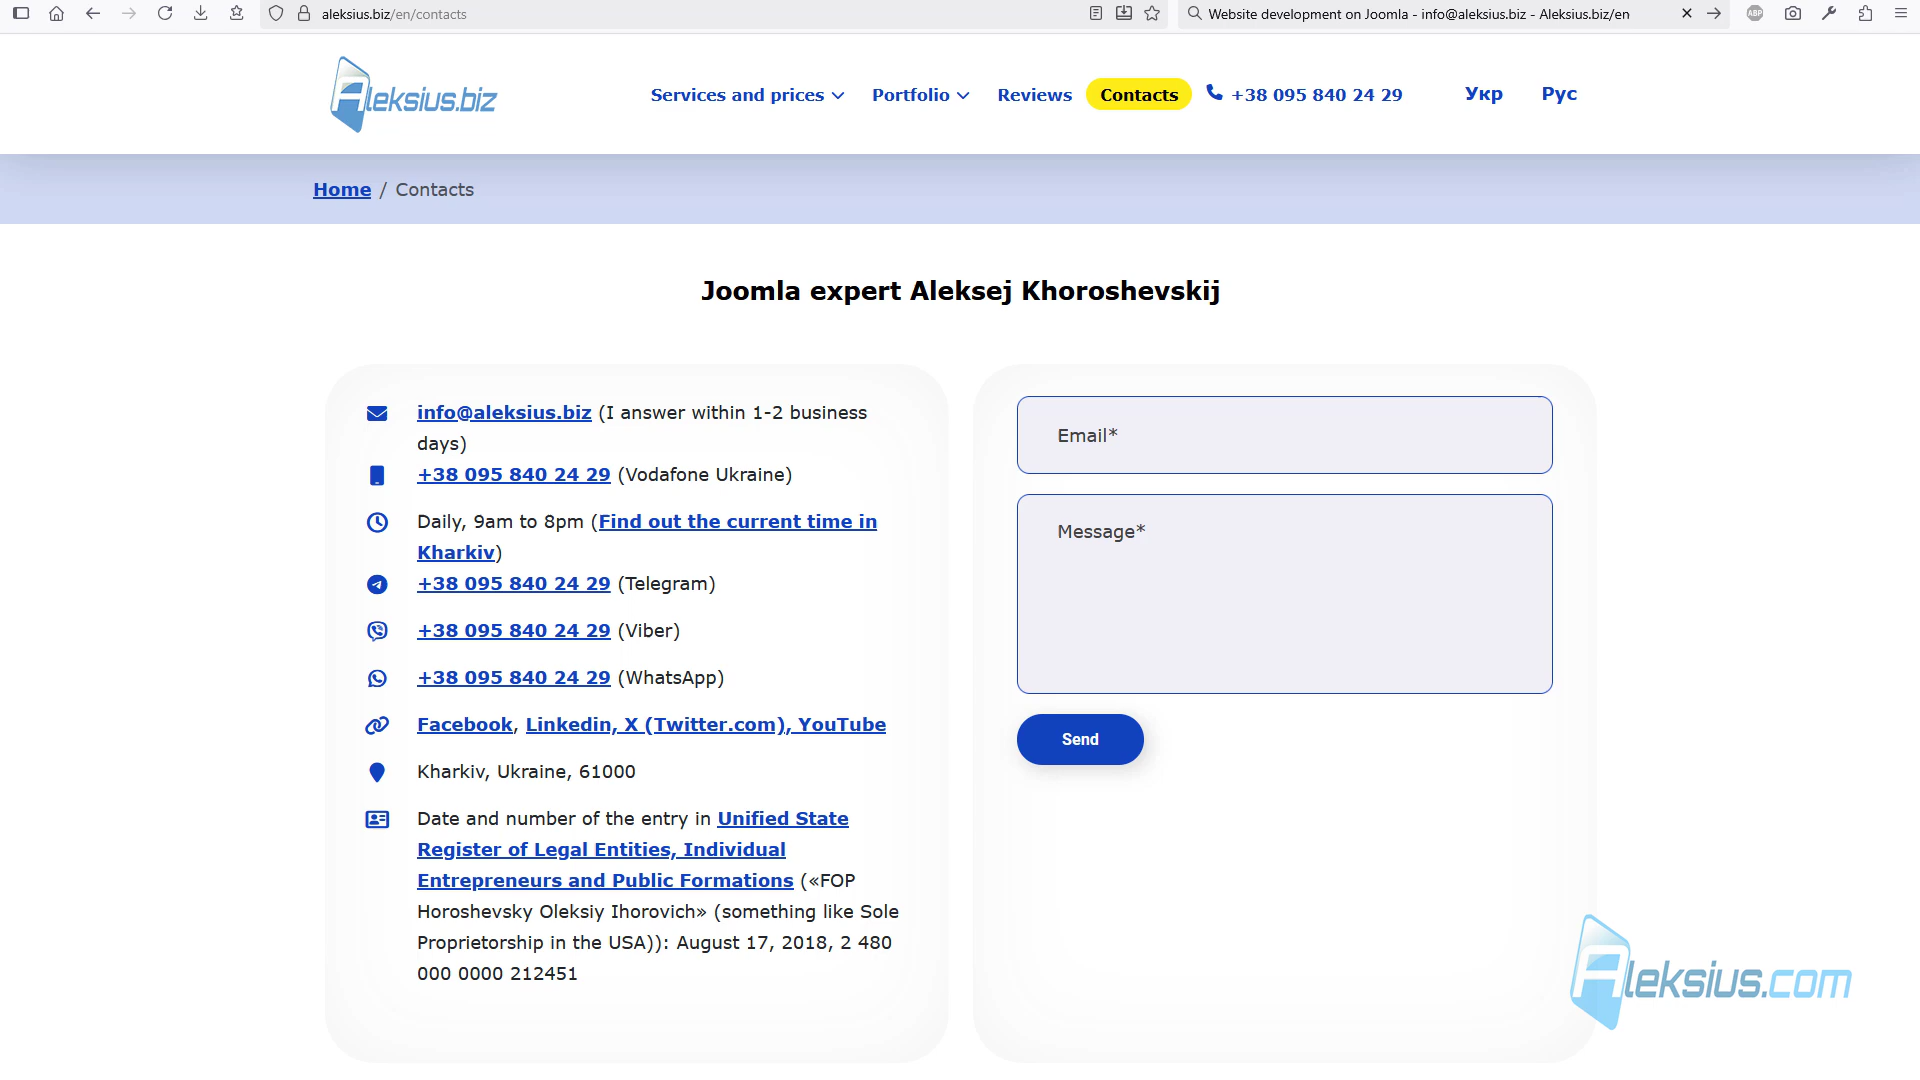 aleksius.biz/en/contacts
Website development on Joomla - info@aleksius.biz - Aleksius.biz/en
ABP
Aleksius.biz
Services and prices
Portfolio
Reviews
Contacts
+38 095 840 24 29
Укр
Рус
Home / Contacts
Joomla expert Aleksej Khoroshevskij
info@aleksius.biz (I answer within 1-2 business
days)
+38 095 840 24 29 (Vodafone Ukraine)
Daily, 9am to 8pm (Find out the current time in
Kharkiv)
+38 095 840 24 29 (Telegram)
+38 095 840 24 29 (Viber)
+38 095 840 24 29 (WhatsApp)
Facebook, Linkedin, X (Twitter.com), YouTube
Kharkiv, Ukraine, 61000
Date and number of the entry in Unified State
Register of Legal Entities, Individual
Entrepreneurs and Public Formations («FOP
Horoshevsky Oleksiy Ihorovich» (something like Sole
Proprietorship in the USA)): August 17, 2018, 2 480
000 0000 212451
Email*
Message*
Send
Aleksius.com